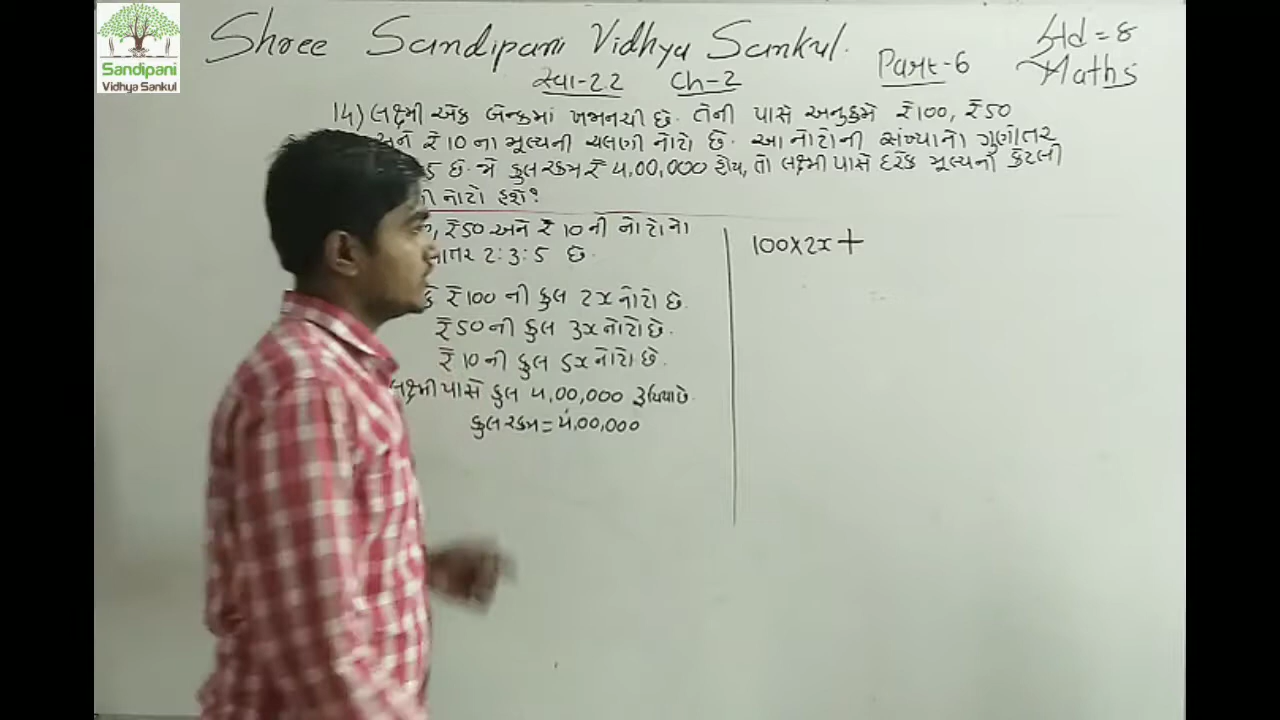 Sandipani
Vidhya Sankul
Shree Sandipani Vidhya Sankul.
Part-6
Std = 8
Maths
સ્વા-2.2 Ch-2
14) લક્ષ્મી એક બેન્કમાં ખજાનચી છે. તેની પાસે અનુક્રમે ₹100, ₹50
અને ₹10 ના મૂલ્યની ચલણી નોટો છે. આ નોટોની સંખ્યાનો ગુણોતર
5 છે. જો કુલ રકમ ₹ 4,00,000 હોય, તો લક્ષ્મી પાસે દરેક મૂલ્યની કેટલી
નોટો હશે?
₹50 અને ₹10 ની નોટોનો
2:3:5 છે.
₹100 ની કુલ 2x નોટો છે.
₹50 ની કુલ 3x નોટો છે.
₹10 ની કુલ 5x નોટો છે.
લક્ષ્મી પાસે કુલ 4,00,000 રૂપિયા છે.
કુલ રકમ = 4,00,000
100x2x +